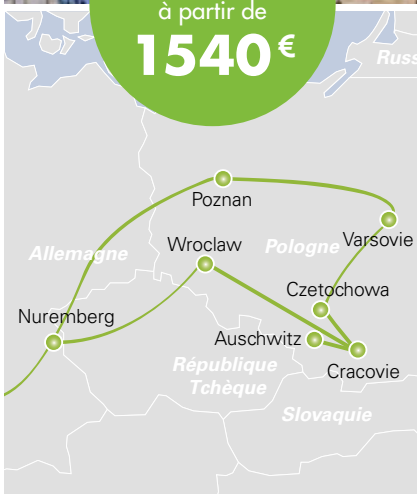 à partir de
1540 €
Russ
Poznan
Varsovie
Allemagne
Wroclaw
Pologne
Czetochowa
Nuremberg
Auschwitz
Cracovie
République
Tchèque
Slovaquie